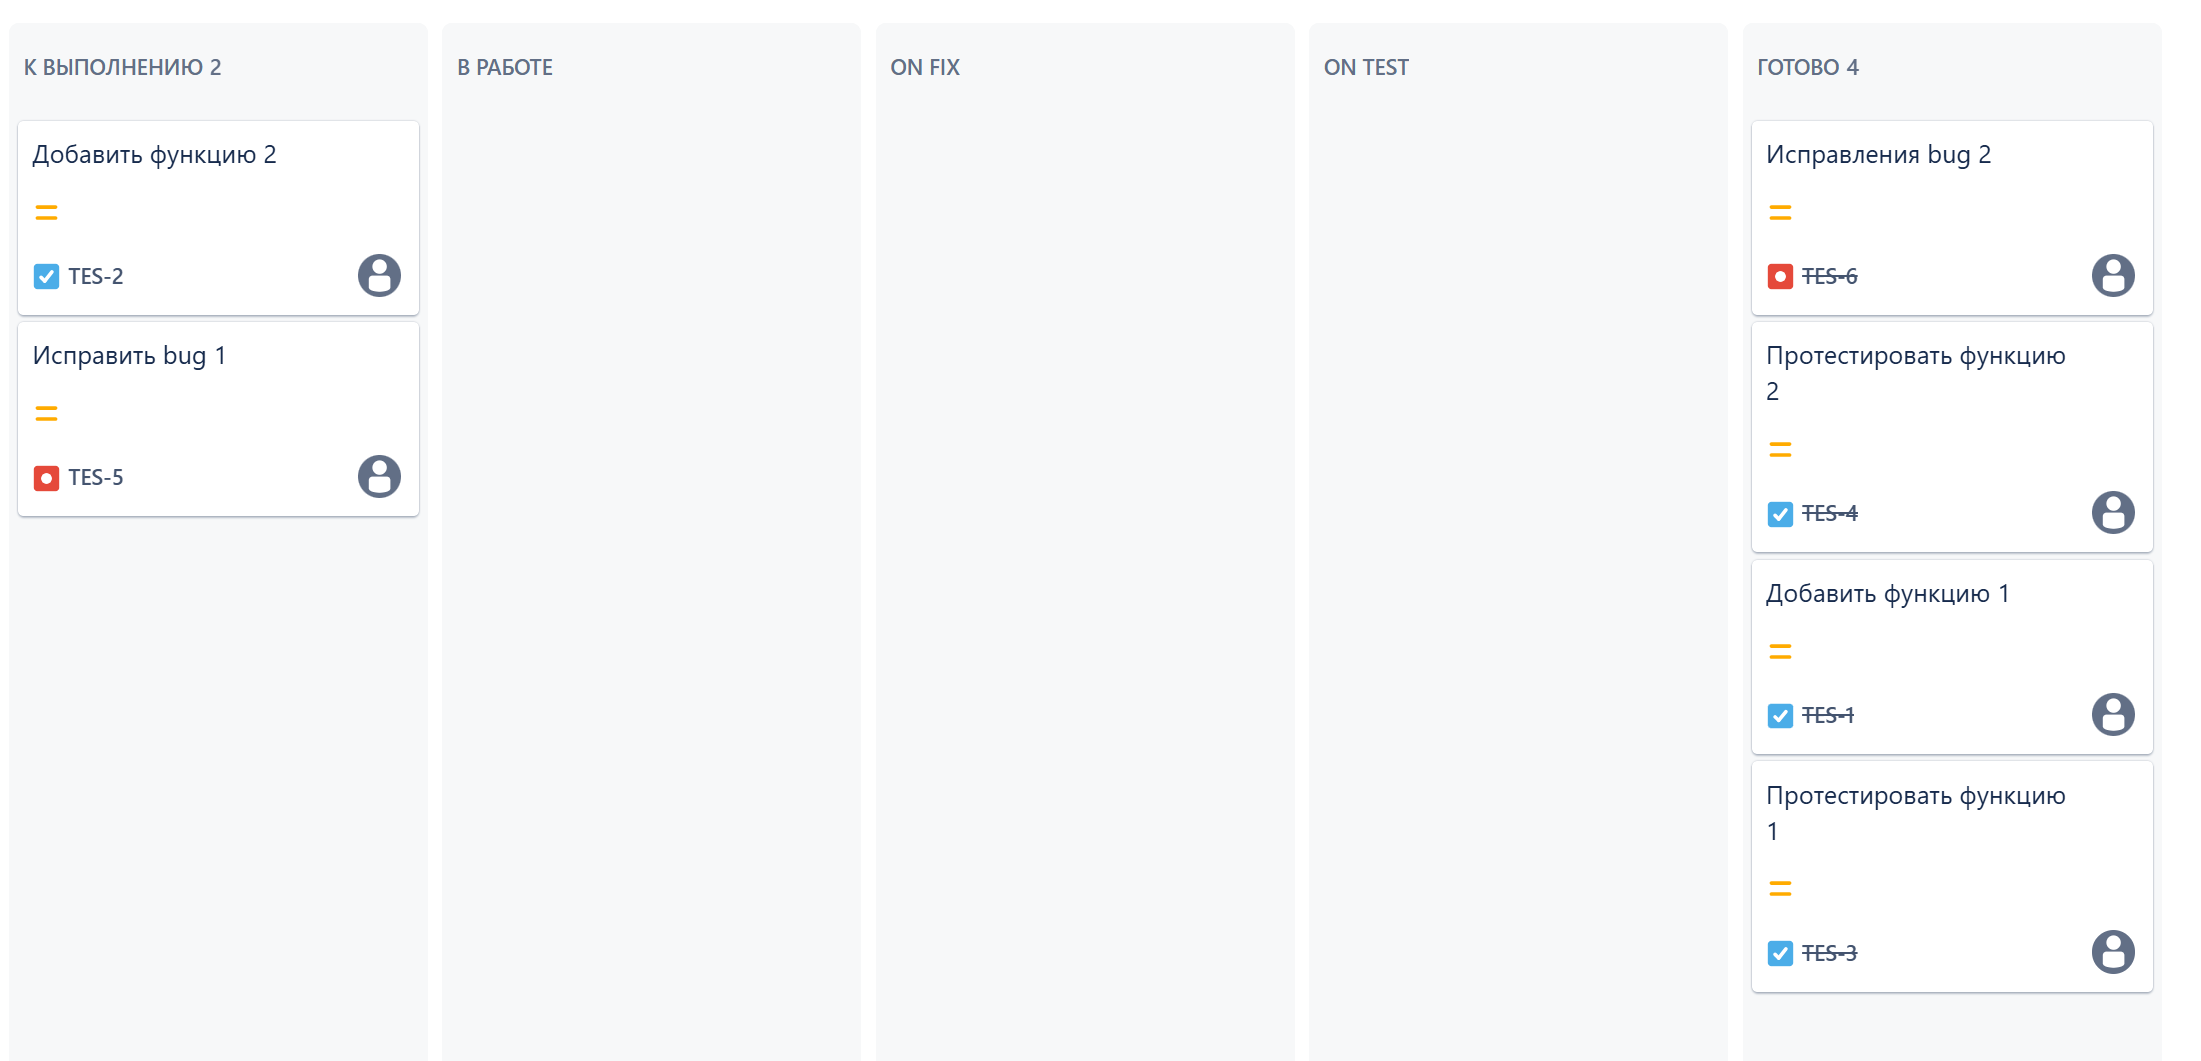 К ВЫПОЛНЕНИЮ 2
Добавить функцию 2
TES-2
Исправить bug 1
TES-5
В РАБОТЕ
ON FIX
ON TEST
ГОТОВО 4
Исправления bug 2
TES-6
Протестировать функцию
2
TES-4
Добавить функцию 1
TES-1
Протестировать функцию
1
TES-3